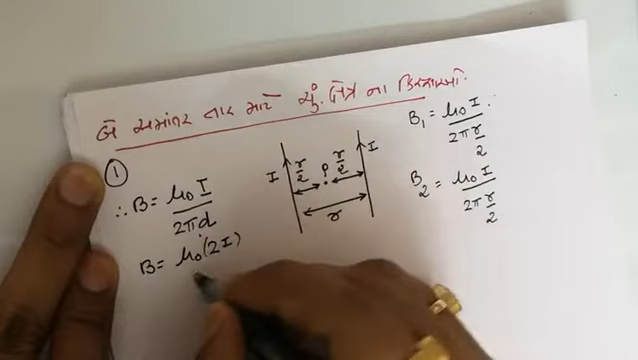 બે સમાંતર તાર માટે ચું. ક્ષેત્ર ના કિસ્સાઓ.
①
∴ B = μ₀I / 2πd
B = μ₀(2I)
I r/2 P r/2 I
r
B₁ = μ₀I / 2π r/2
B₂ = μ₀I / 2π r/2